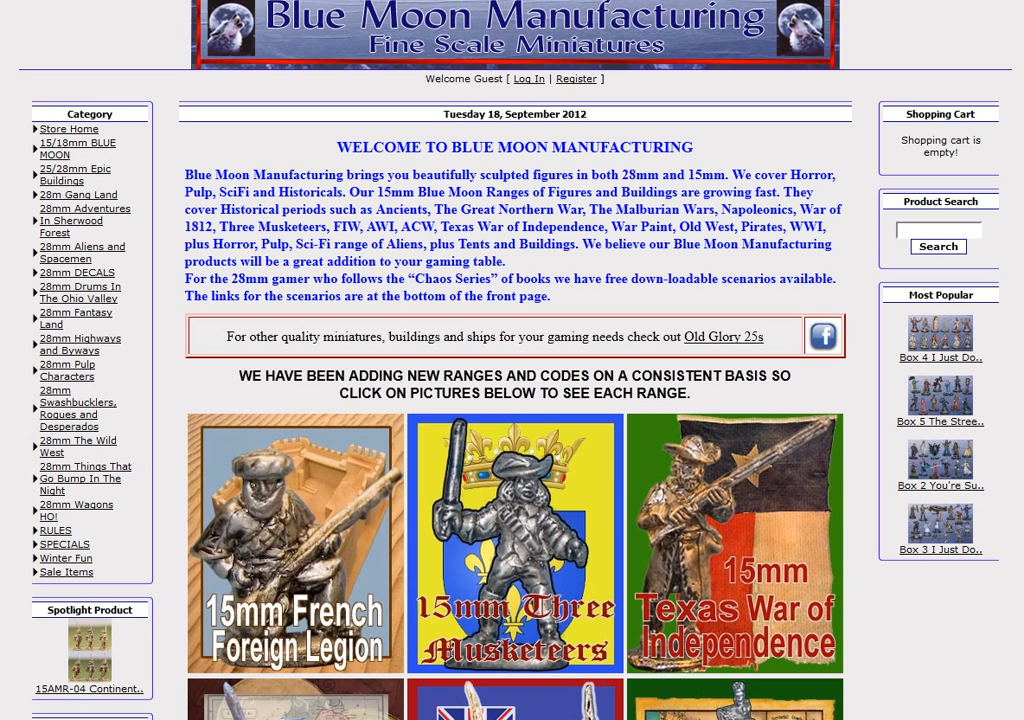 Blue Moon Manufacturing
Fine Scale Miniatures
Welcome Guest [ Log In | Register ]
Category
Store Home
15/18mm BLUE
MOON
25/28mm Epic
Buildings
28m Gang Land
28mm Adventures
In Sherwood
Forest
28mm Aliens and
Spacemen
28mm DECALS
28mm Drums In
The Ohio Valley
28mm Fantasy
Land
28mm Highways
and Byways
28mm Pulp
Characters
28mm
Swashbucklers,
Rogues and
Desperados
28mm The Wild
West
28mm Things That
Go Bump In The
Night
28mm Wagons
HO!
RULES
SPECIALS
Winter Fun
Sale Items
Spotlight Product
15AMR-04 Continent..
Tuesday 18, September 2012
WELCOME TO BLUE MOON MANUFACTURING
Blue Moon Manufacturing brings you beautifully sculpted figures in both 28mm and 15mm. We cover Horror,
Pulp, SciFi and Historicals. Our 15mm Blue Moon Ranges of Figures and Buildings are growing fast. They
cover Historical periods such as Ancients, The Great Northern War, The Malburian Wars, Napoleonics, War of
1812, Three Musketeers, FIW, AWI, ACW, Texas War of Independence, War Paint, Old West, Pirates, WWI,
plus Horror, Pulp, Sci-Fi range of Aliens, plus Tents and Buildings. We believe our Blue Moon Manufacturing
products will be a great addition to your gaming table.
For the 28mm gamer who follows the “Chaos Series” of books we have free down-loadable scenarios available.
The links for the scenarios are at the bottom of the front page.
For other quality miniatures, buildings and ships for your gaming needs check out Old Glory 25s
f
WE HAVE BEEN ADDING NEW RANGES AND CODES ON A CONSISTENT BASIS SO
CLICK ON PICTURES BELOW TO SEE EACH RANGE.
15mm French
Foreign Legion
15mm Three
Musketeers
15mm
Texas War of
Independence
Shopping Cart
Shopping cart is
empty!
Product Search
Search
Most Popular
Box 4 I Just Do..
Box 5 The Stree..
Box 2 You're Su..
Box 3 I Just Do..